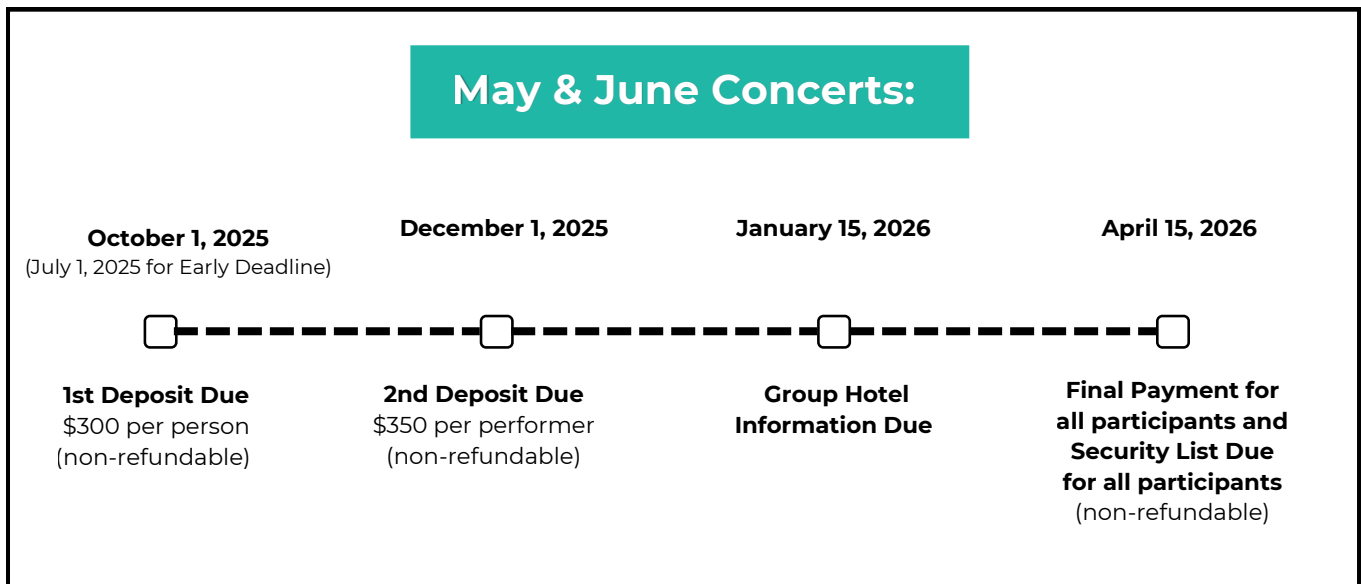 May & June Concerts:
October 1, 2025
(July 1, 2025 for Early Deadline)
December 1, 2025
January 15, 2026
April 15, 2026
1st Deposit Due
$300 per person
(non-refundable)
2nd Deposit Due
$350 per performer
(non-refundable)
Group Hotel
Information Due
Final Payment for
all participants and
Security List Due
for all participants
(non-refundable)